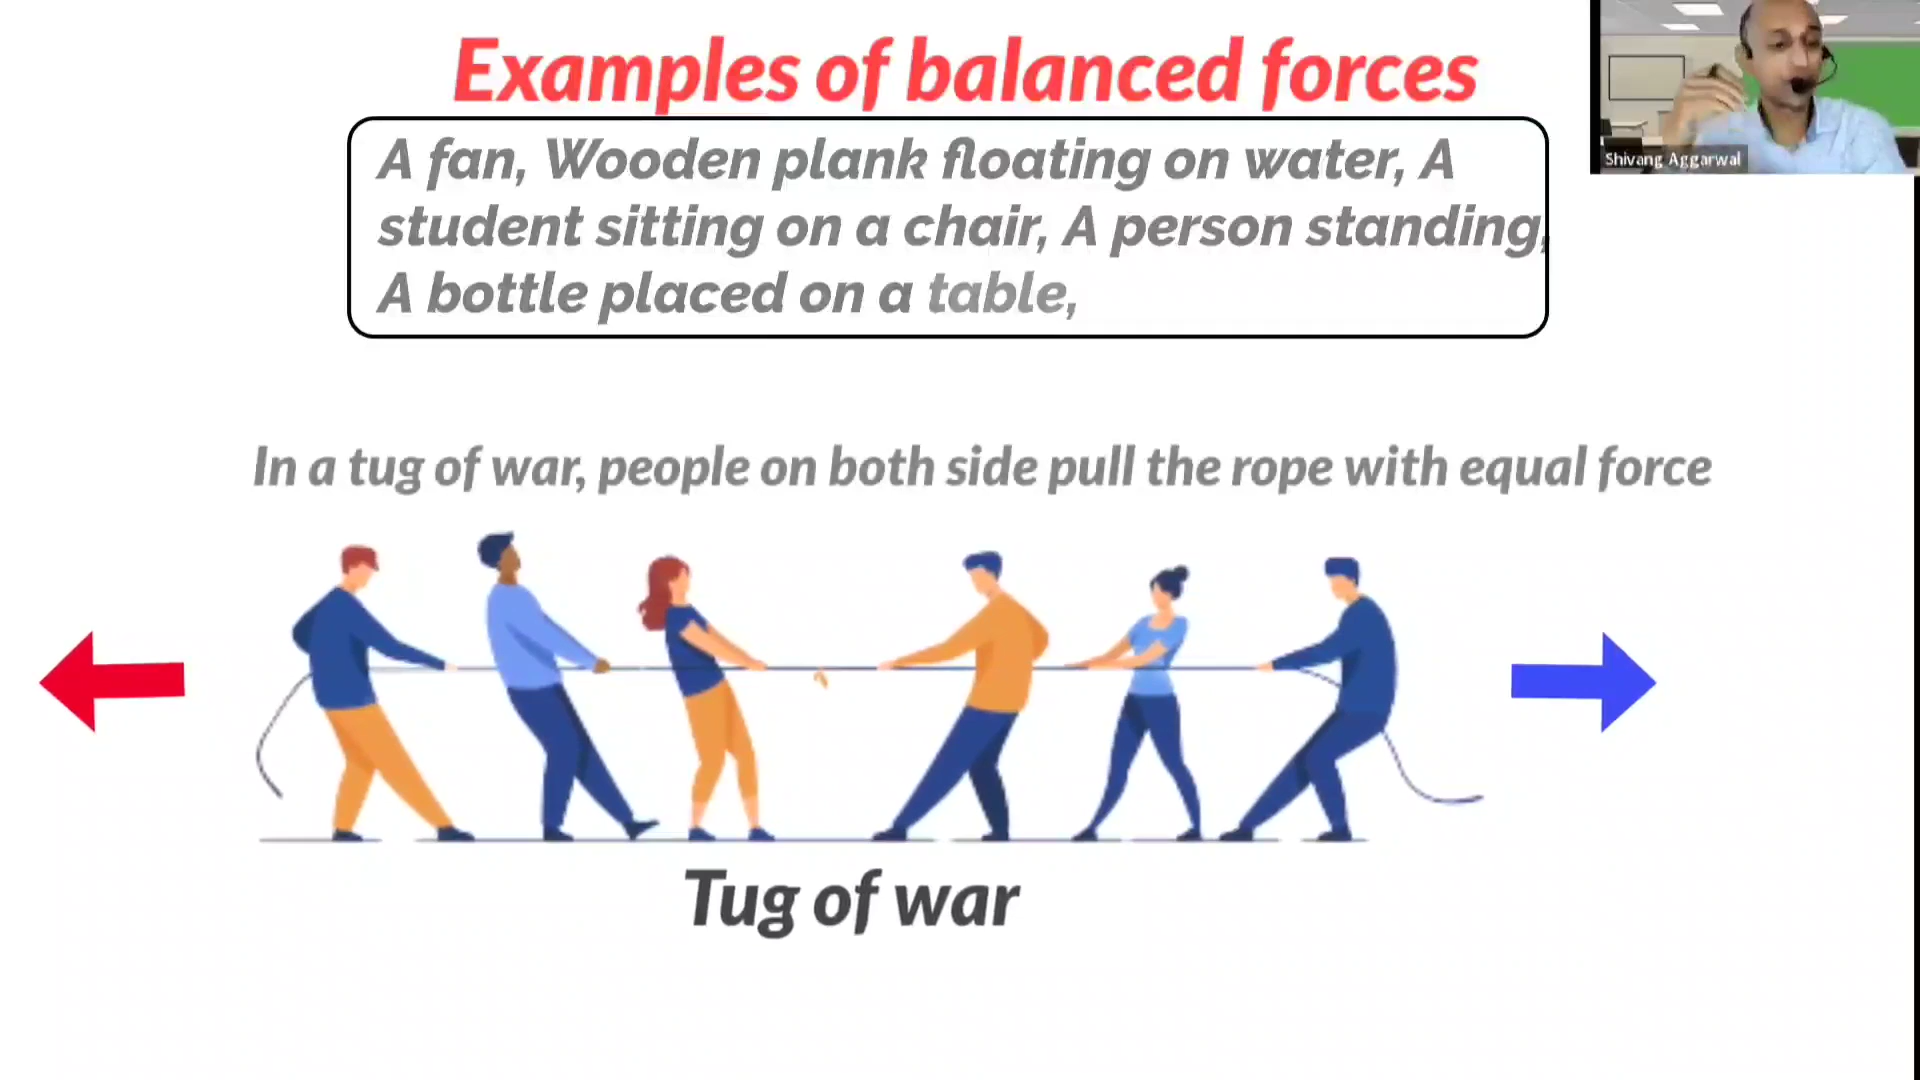 Examples of balanced forces
A fan, Wooden plank floating on water, A
student sitting on a chair, A person standing,
A bottle placed on a table,
Shivang Aggarwal
In a tug of war, people on both side pull the rope with equal force
Tug of war